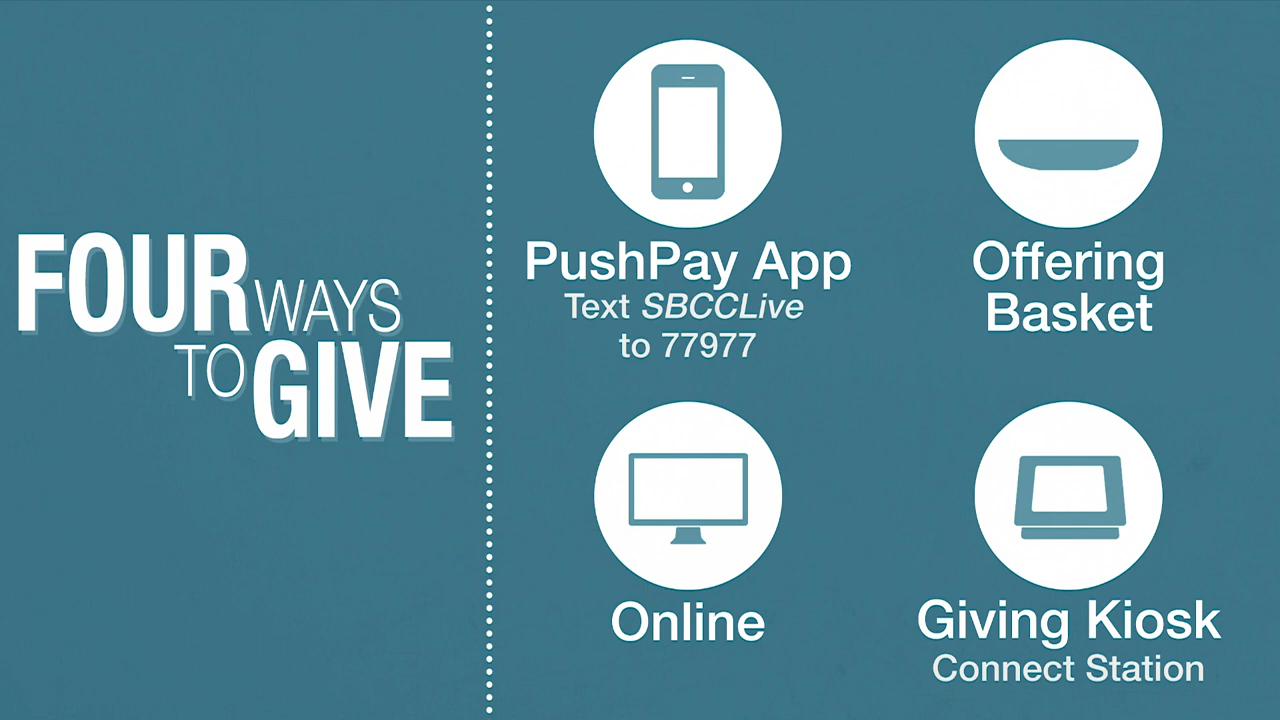 FOUR WAYS
TO GIVE
PushPay App
Text SBCCLive
to 77977
Offering
Basket
Online
Giving Kiosk
Connect Station